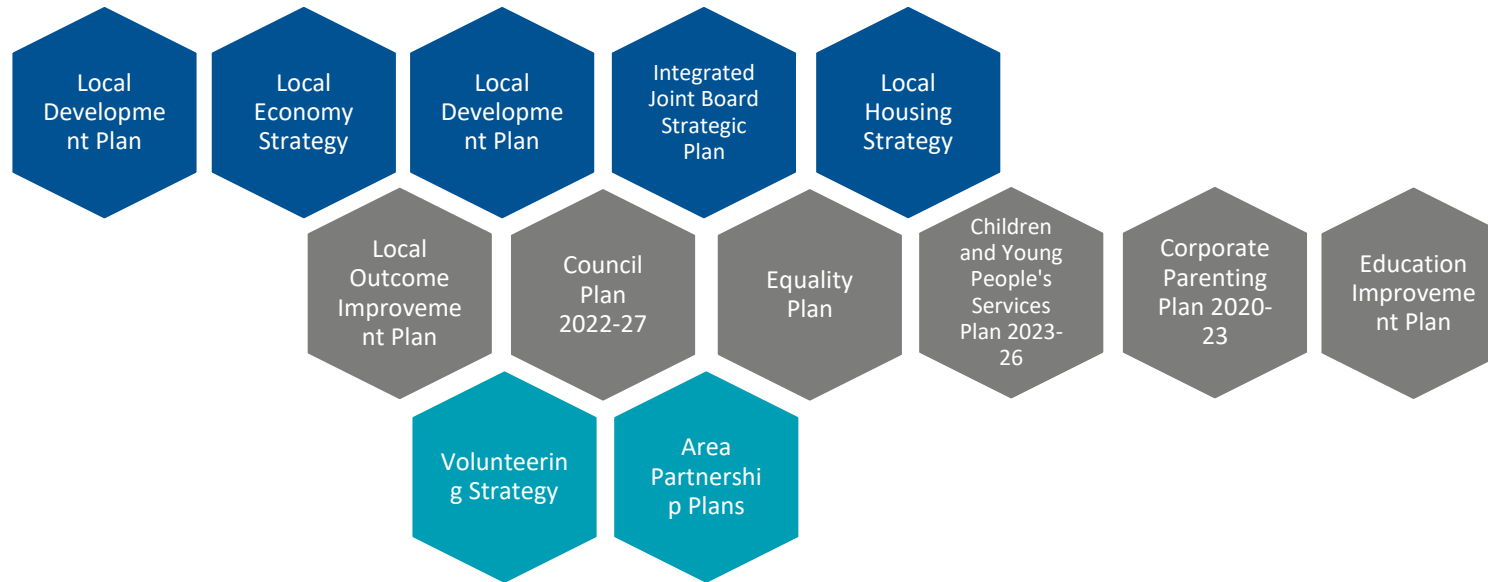 Local
Developme
nt Plan
Local
Economy
Strategy
Local
Developme
nt Plan
Integrated
Joint Board
Strategic
Plan
Local
Housing
Strategy
Local
Outcome
Improveme
nt Plan
Council
Plan
2022-27
Equality
Plan
Children
and Young
People's
Services
Plan 2023-
26
Corporate
Parenting
Plan 2020-
23
Education
Improveme
nt Plan
Volunteerin
g Strategy
Area
Partnershi
p Plans